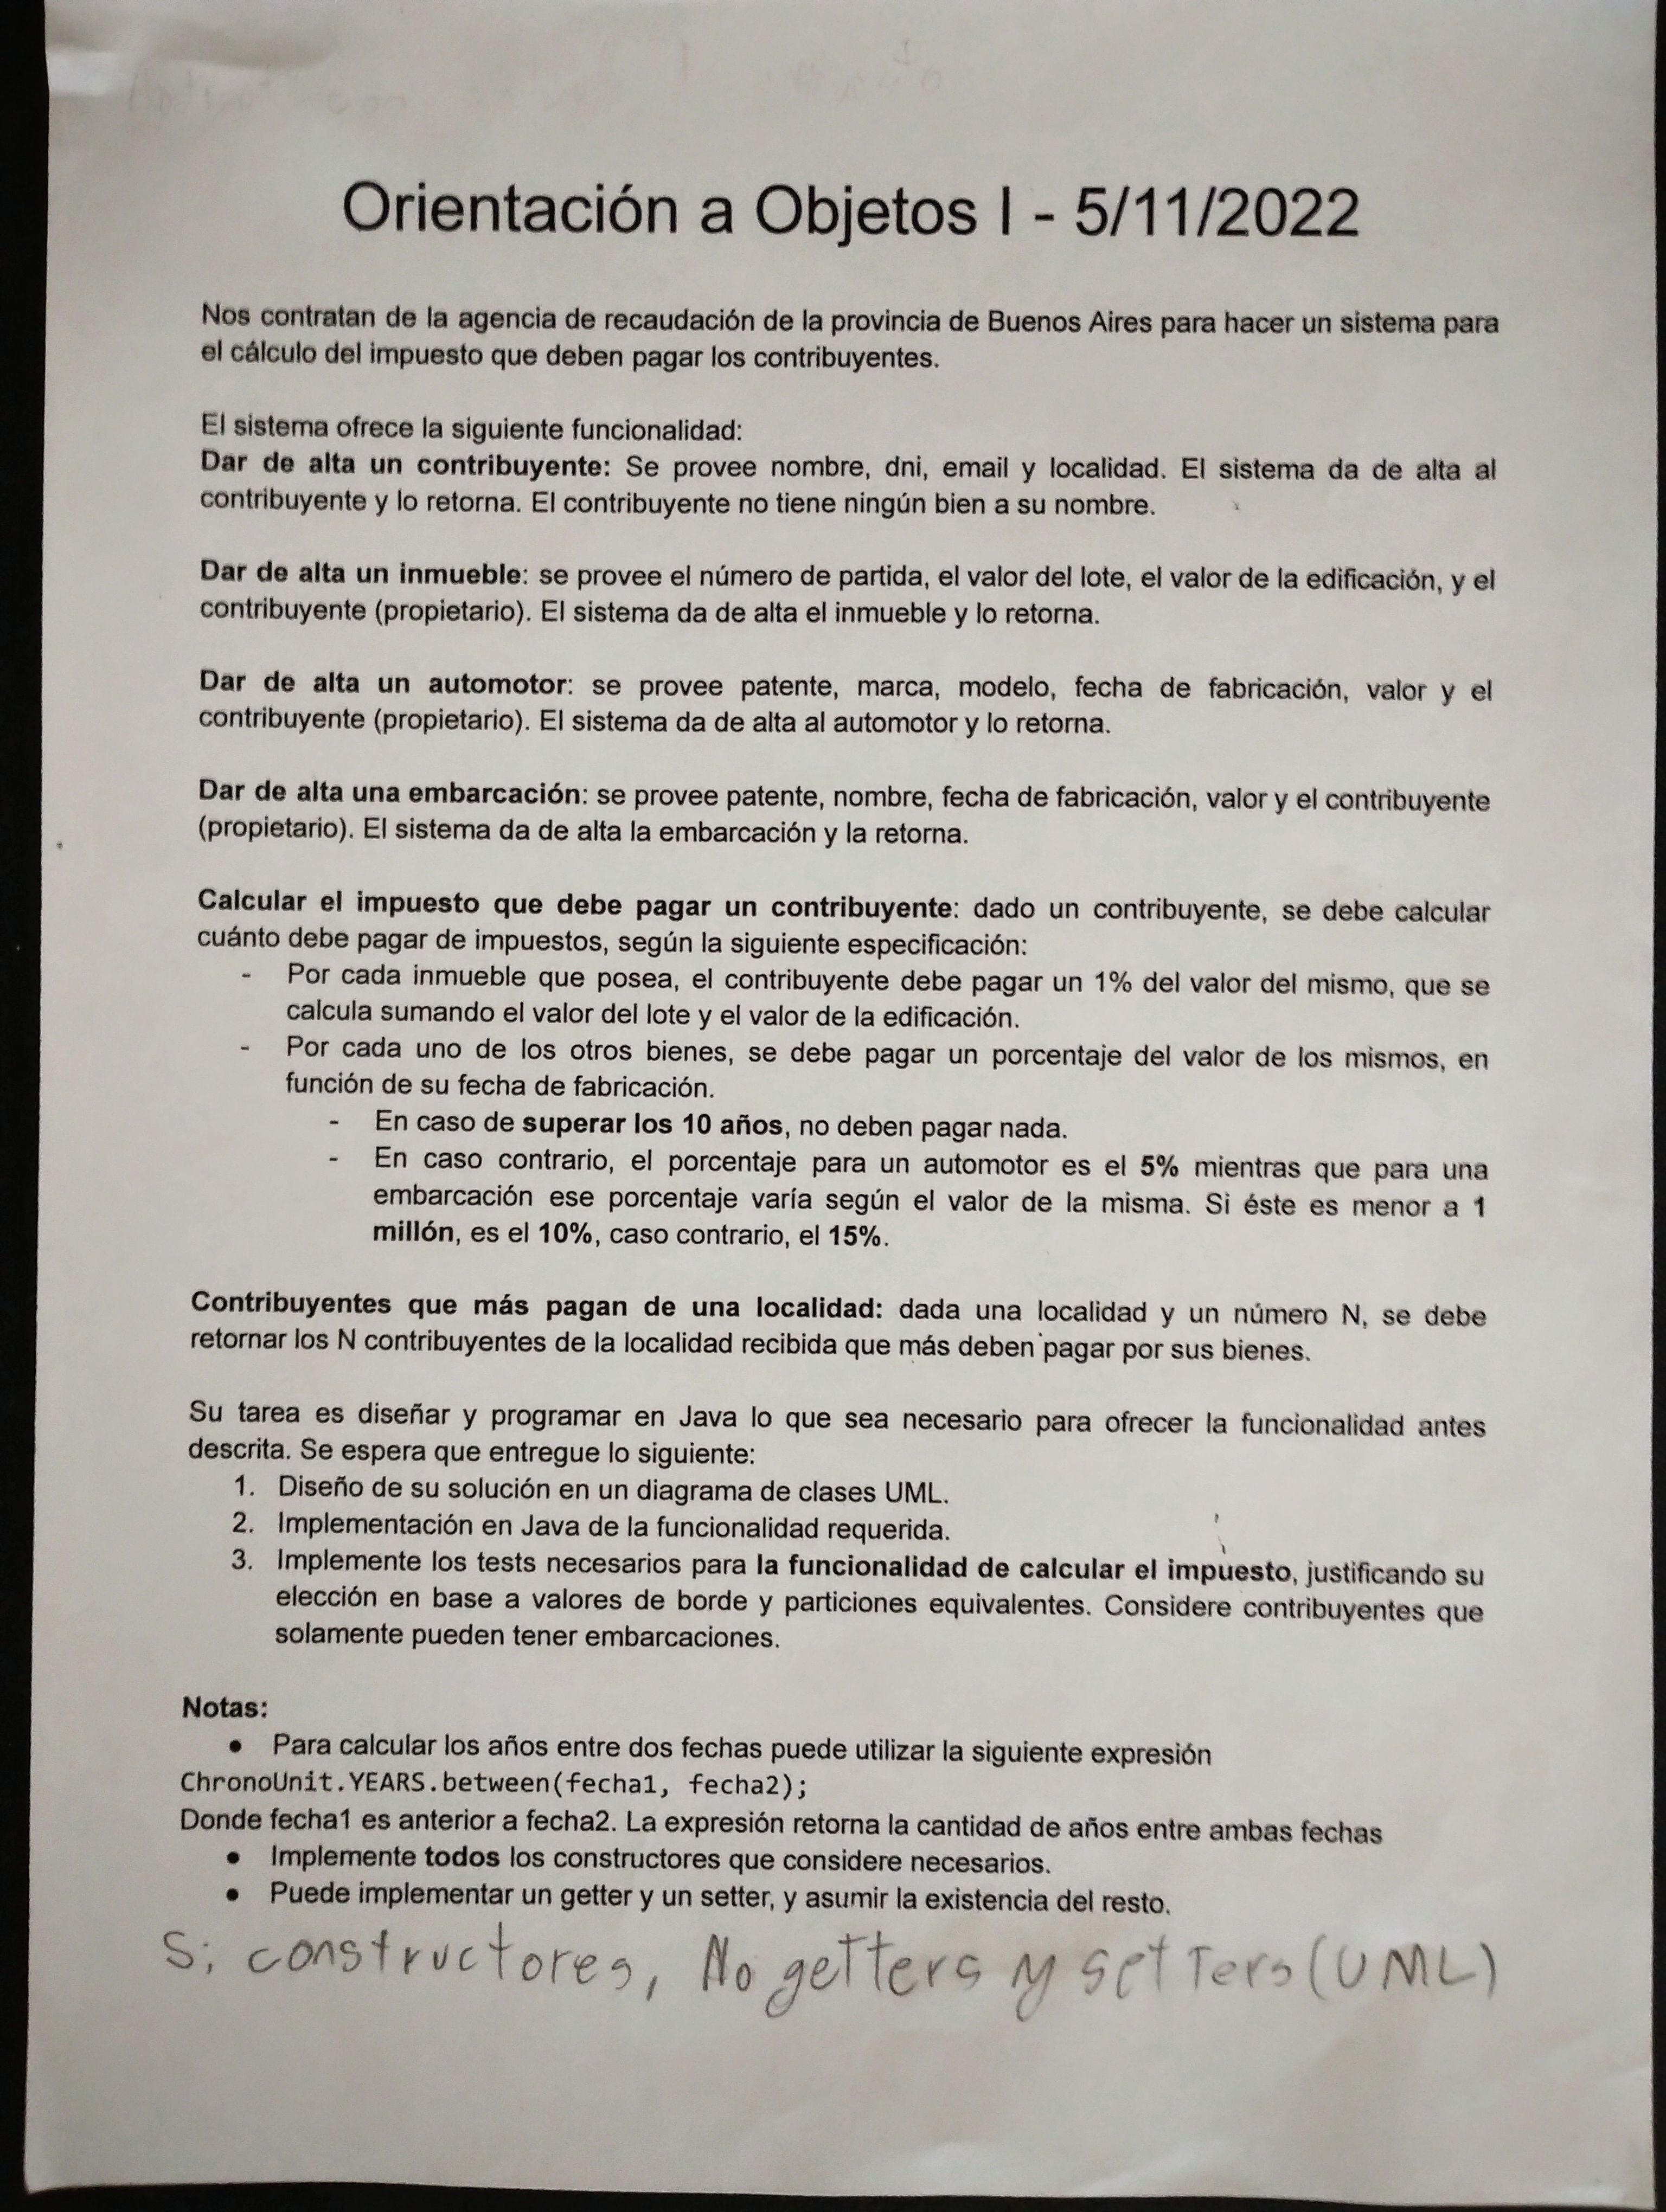 Orientación a Objetos I - 5/11/2022
Nos contratan de la agencia de recaudación de la provincia de Buenos Aires para hacer un sistema para
el cálculo del impuesto que deben pagar los contribuyentes.
El sistema ofrece la siguiente funcionalidad:
Dar de alta un contribuyente: Se provee nombre, dni, email y localidad. El sistema da de alta al
contribuyente y lo retorna. El contribuyente no tiene ningún bien a su nombre.
Dar de alta un inmueble: se provee el número de partida, el valor del lote, el valor de la edificación, y el
contribuyente (propietario). El sistema da de alta el inmueble y lo retorna.
Dar de alta un automotor: se provee patente, marca, modelo, fecha de fabricación, valor y el
contribuyente (propietario). El sistema da de alta al automotor y lo retorna.
Dar de alta una embarcación: se provee patente, nombre, fecha de fabricación, valor y el contribuyente
(propietario). El sistema da de alta la embarcación y la retorna.
Calcular el impuesto que debe pagar un contribuyente: dado un contribuyente, se debe calcular
cuánto debe pagar de impuestos, según la siguiente especificación:
- Por cada inmueble que posea, el contribuyente debe pagar un 1% del valor del mismo, que se
calcula sumando el valor del lote y el valor de la edificación.
- Por cada uno de los otros bienes, se debe pagar un porcentaje del valor de los mismos, en
función de su fecha de fabricación.
- En caso de superar los 10 años, no deben pagar nada.
- En caso contrario, el porcentaje para un automotor es el 5% mientras que para una
embarcación ese porcentaje varía según el valor de la misma. Si éste es menor a 1
millón, es el 10%, caso contrario, el 15%.
Contribuyentes que más pagan de una localidad: dada una localidad y un número N, se debe
retornar los N contribuyentes de la localidad recibida que más deben pagar por sus bienes.
Su tarea es diseñar y programar en Java lo que sea necesario para ofrecer la funcionalidad antes
descrita. Se espera que entregue lo siguiente:
1. Diseño de su solución en un diagrama de clases UML.
2. Implementación en Java de la funcionalidad requerida.
3. Implemente los tests necesarios para la funcionalidad de calcular el impuesto, justificando su
elección en base a valores de borde y particiones equivalentes. Considere contribuyentes que
solamente pueden tener embarcaciones.
Notas:
● Para calcular los años entre dos fechas puede utilizar la siguiente expresión
ChronoUnit.YEARS.between(fecha1, fecha2);
Donde fecha1 es anterior a fecha2. La expresión retorna la cantidad de años entre ambas fechas
● Implemente todos los constructores que considere necesarios.
● Puede implementar un getter y un setter, y asumir la existencia del resto.
Si constructores, No getters y setters (UML)